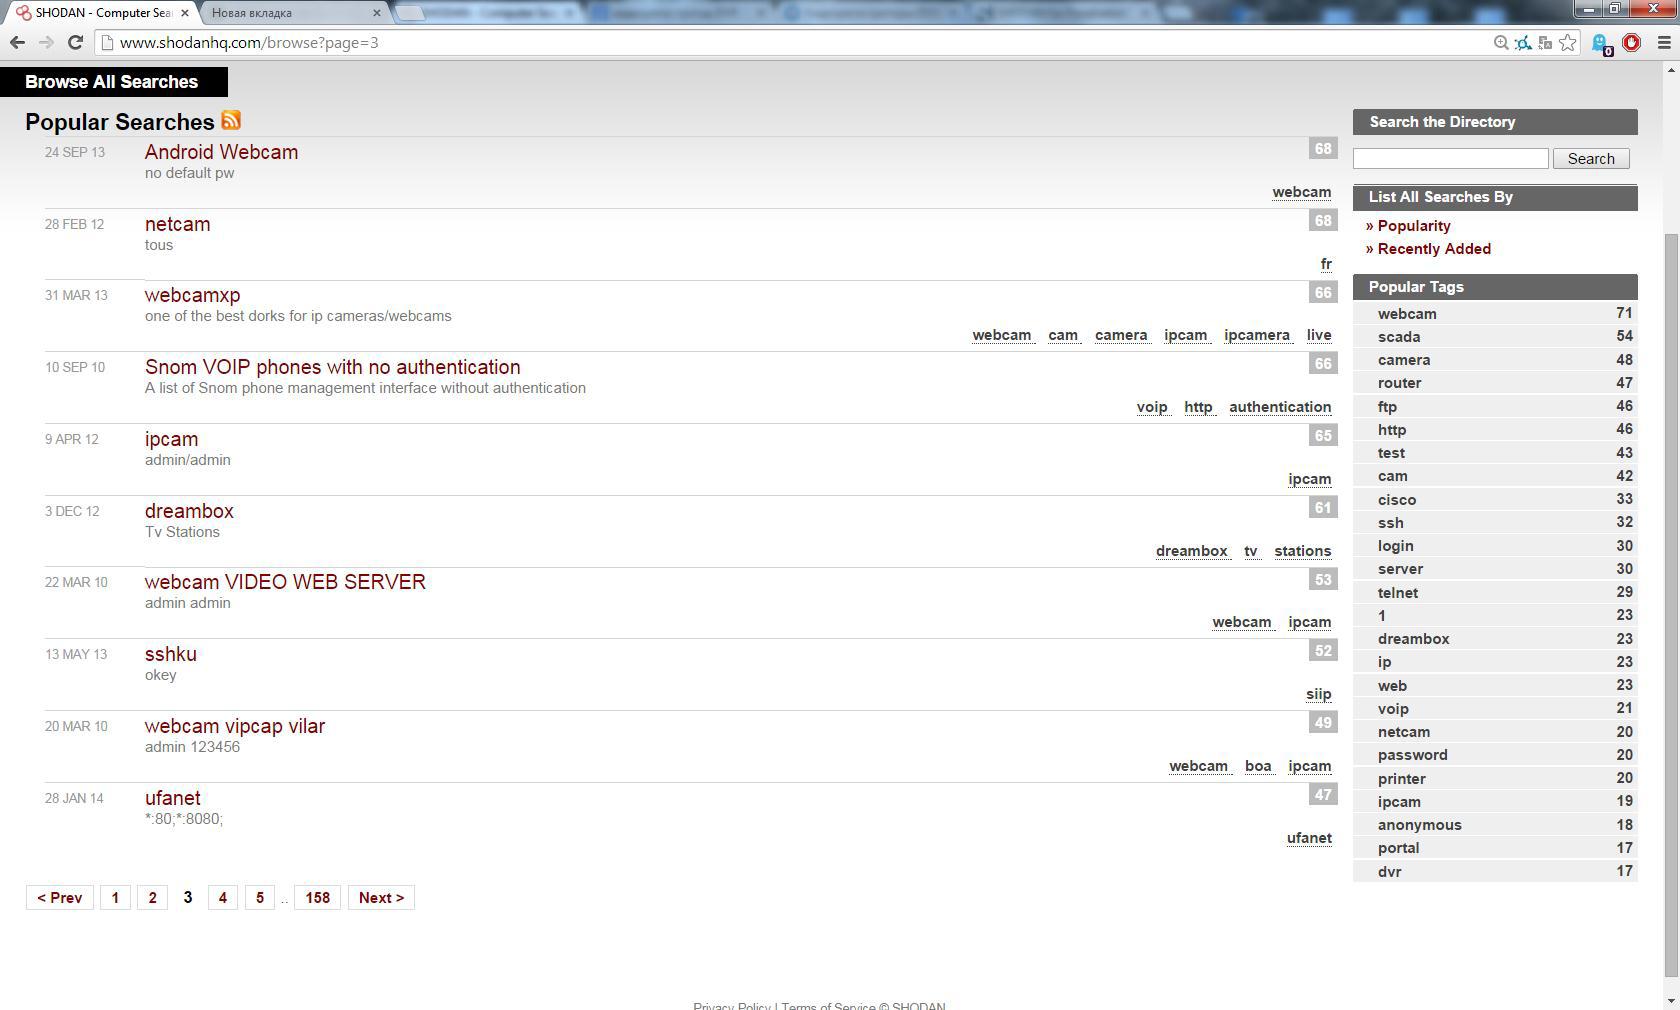 SHODAN - Computer Sea
Новая вкладка
www.shodanhq.com/browse?page=3
0
Browse All Searches
Popular Searches
24 SEP 13 Android Webcam 68
no default pw
webcam
28 FEB 12 netcam 68
tous
fr
31 MAR 13 webcamxp 66
one of the best dorks for ip cameras/webcams
webcam cam camera ipcam ipcamera live
10 SEP 10 Snom VOIP phones with no authentication 66
A list of Snom phone management interface without authentication
voip http authentication
9 APR 12 ipcam 65
admin/admin
ipcam
3 DEC 12 dreambox 61
Tv Stations
dreambox tv stations
22 MAR 10 webcam VIDEO WEB SERVER 53
admin admin
webcam ipcam
13 MAY 13 sshku 52
okey
siip
20 MAR 10 webcam vipcap vilar 49
admin 123456
webcam boa ipcam
28 JAN 14 ufanet 47
*:80;*:8080;
ufanet
< Prev 1 2 3 4 5 .. 158 Next >
Search the Directory
Search
List All Searches By
» Popularity
» Recently Added
Popular Tags
webcam 71
scada 54
camera 48
router 47
ftp 46
http 46
test 43
cam 42
cisco 33
ssh 32
login 30
server 30
telnet 29
1 23
dreambox 23
ip 23
web 23
voip 21
netcam 20
password 20
printer 20
ipcam 19
anonymous 18
portal 17
dvr 17
Privacy Policy | Terms of Service © SHODAN